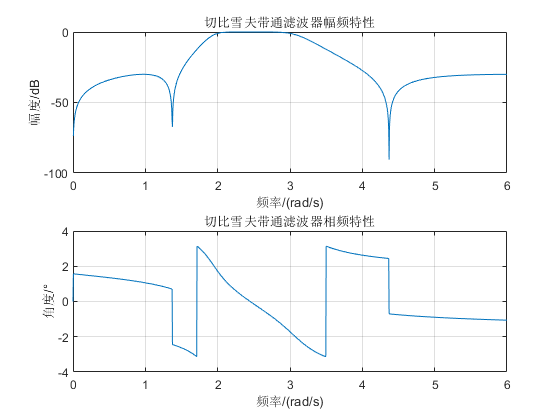 切比雪夫带通滤波器幅频特性
0
-50
-100
幅度/dB
0 1 2 3 4 5 6
频率/(rad/s)
切比雪夫带通滤波器相频特性
4
2
0
-2
-4
角度/°
0 1 2 3 4 5 6
频率/(rad/s)